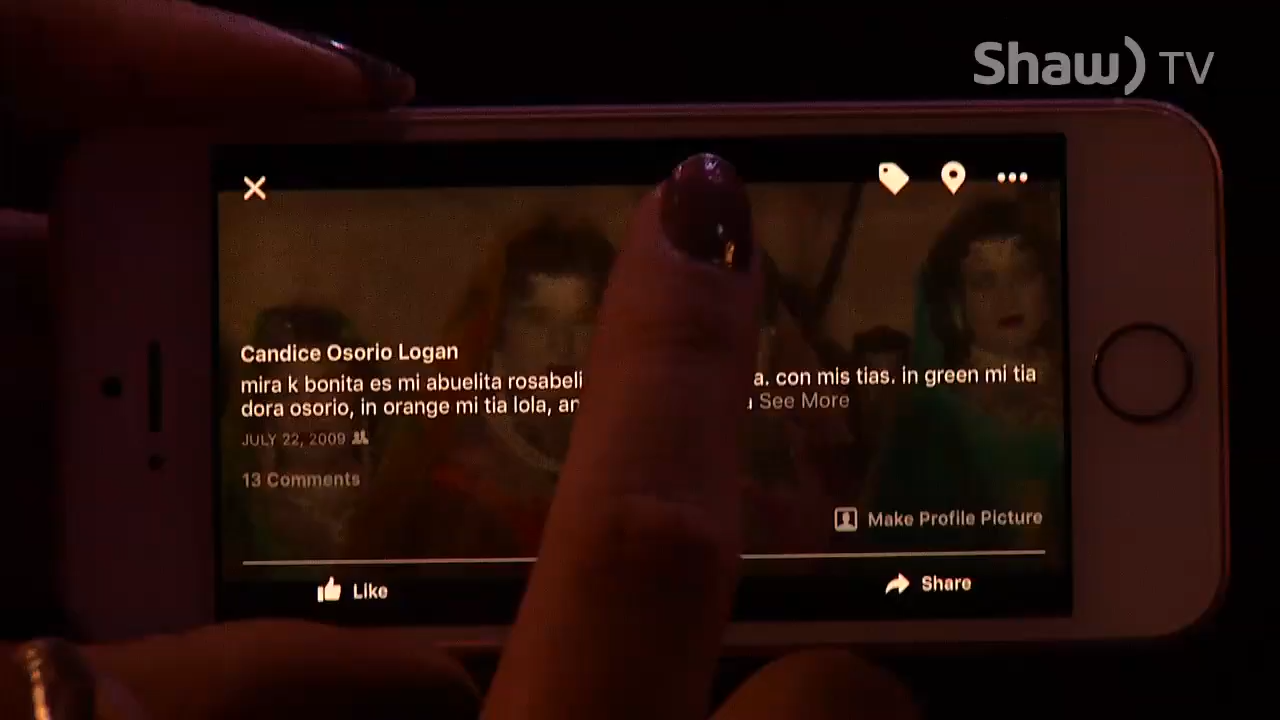 Shaw) TV
Candice Osorio Logan
mira k bonita es mi abuelita rosabeli a. con mis tias. in green mi tia
dora osorio, in orange mi tia lola, an See More
JULY 22, 2009
13 Comments
Make Profile Picture
Like
Share